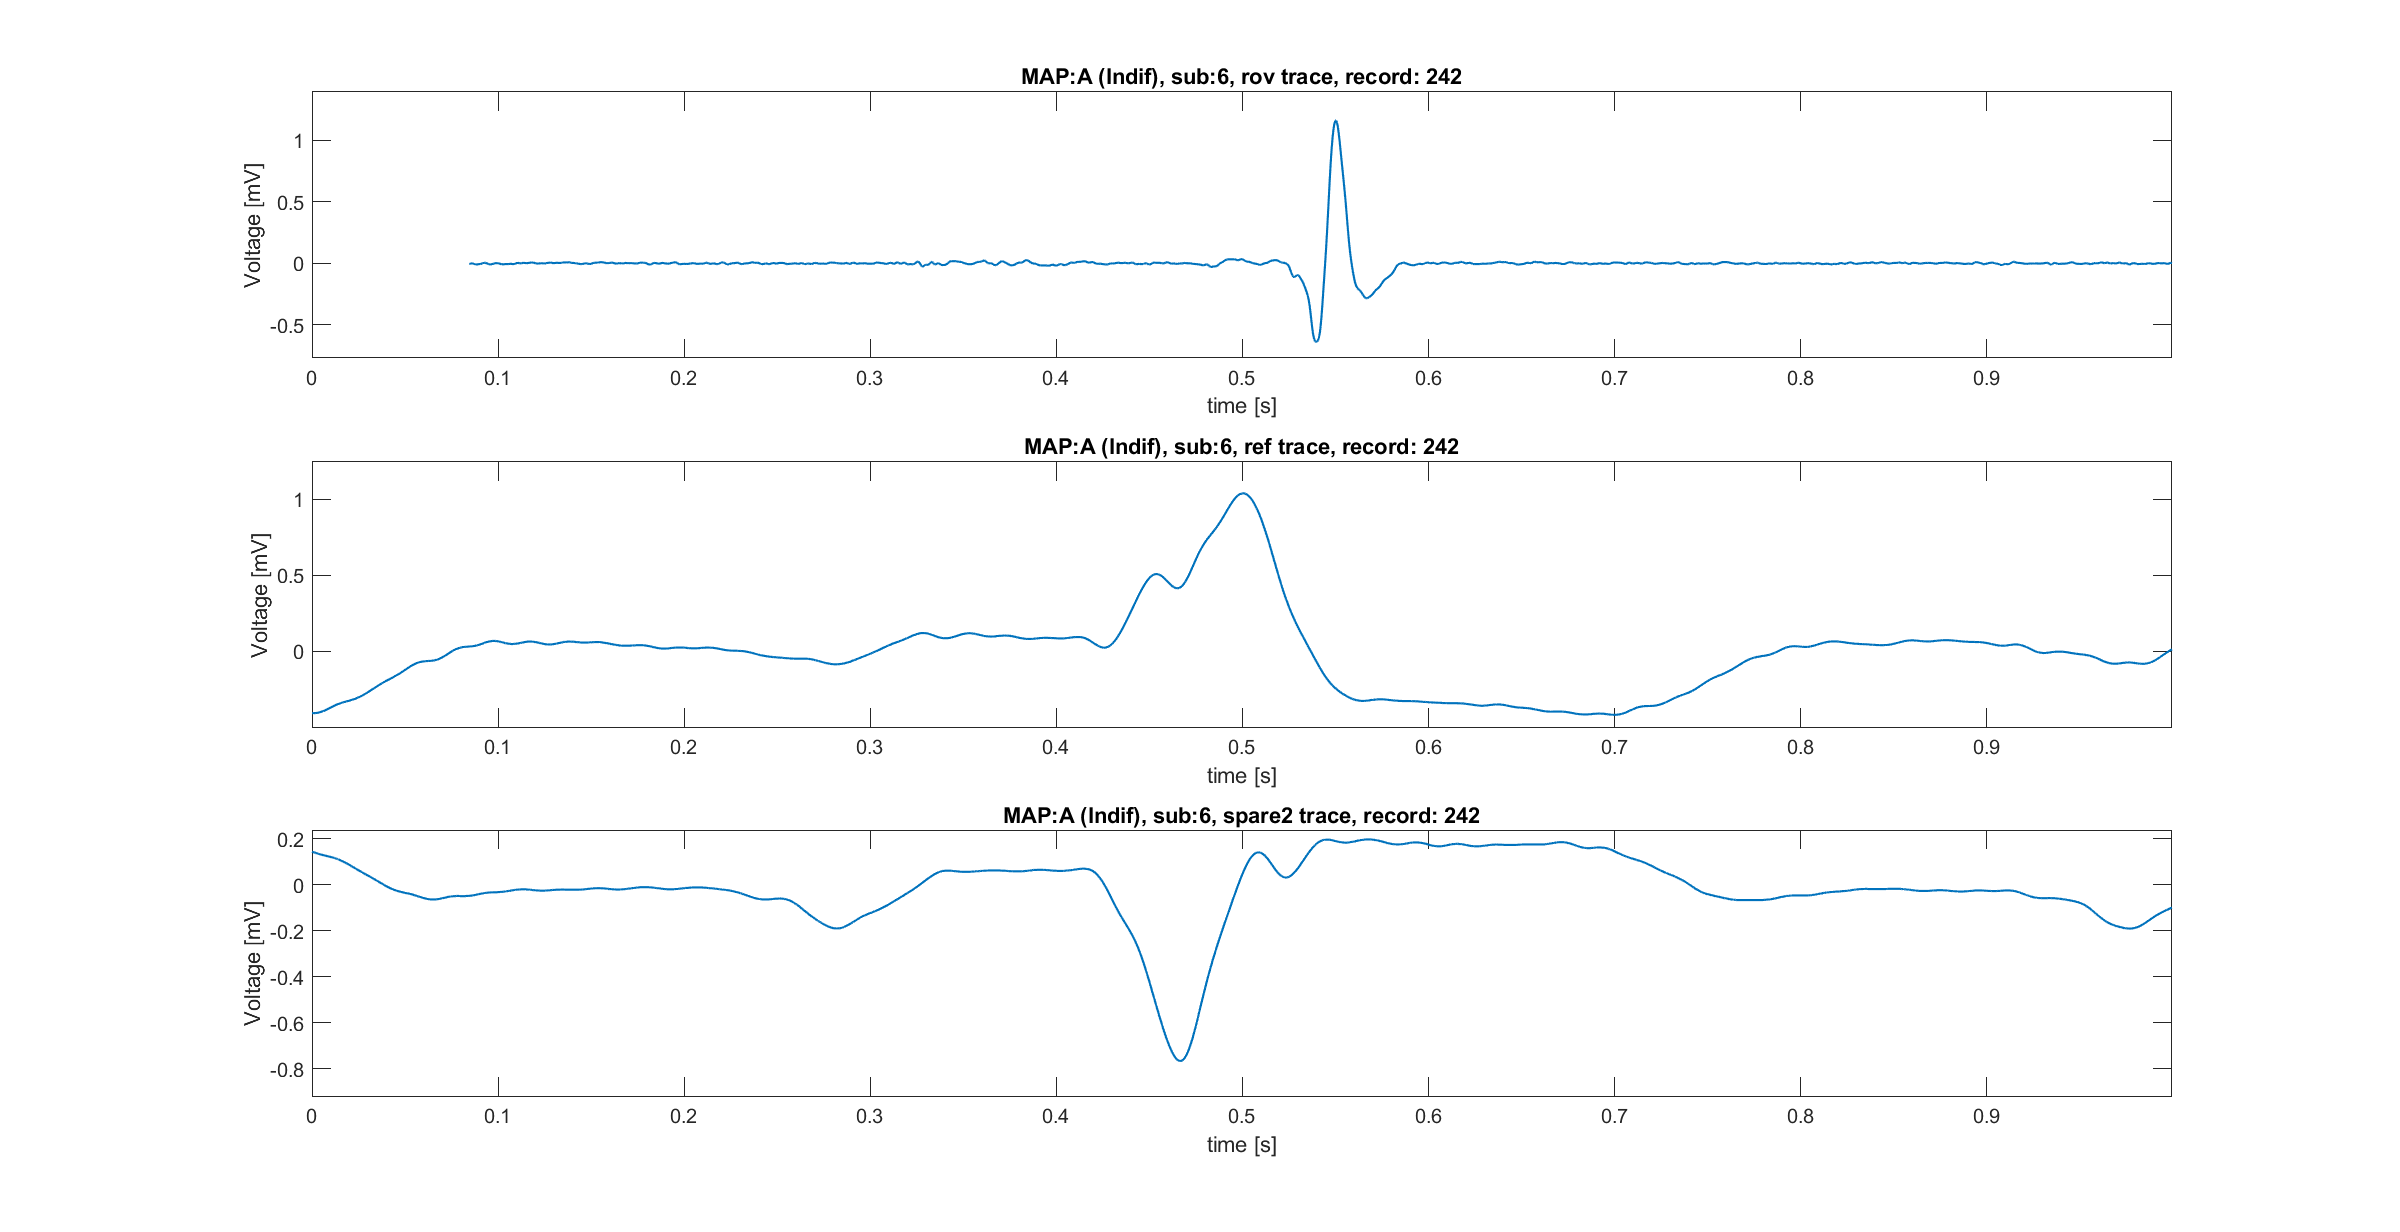 MAP:A (Indif), sub:6, rov trace, record: 242
Voltage [mV]
1
0.5
0
-0.5
0 0.1 0.2 0.3 0.4 0.5 0.6 0.7 0.8 0.9
time [s]
MAP:A (Indif), sub:6, ref trace, record: 242
Voltage [mV]
1
0.5
0
0 0.1 0.2 0.3 0.4 0.5 0.6 0.7 0.8 0.9
time [s]
MAP:A (Indif), sub:6, spare2 trace, record: 242
Voltage [mV]
0.2
0
-0.2
-0.4
-0.6
-0.8
0 0.1 0.2 0.3 0.4 0.5 0.6 0.7 0.8 0.9
time [s]